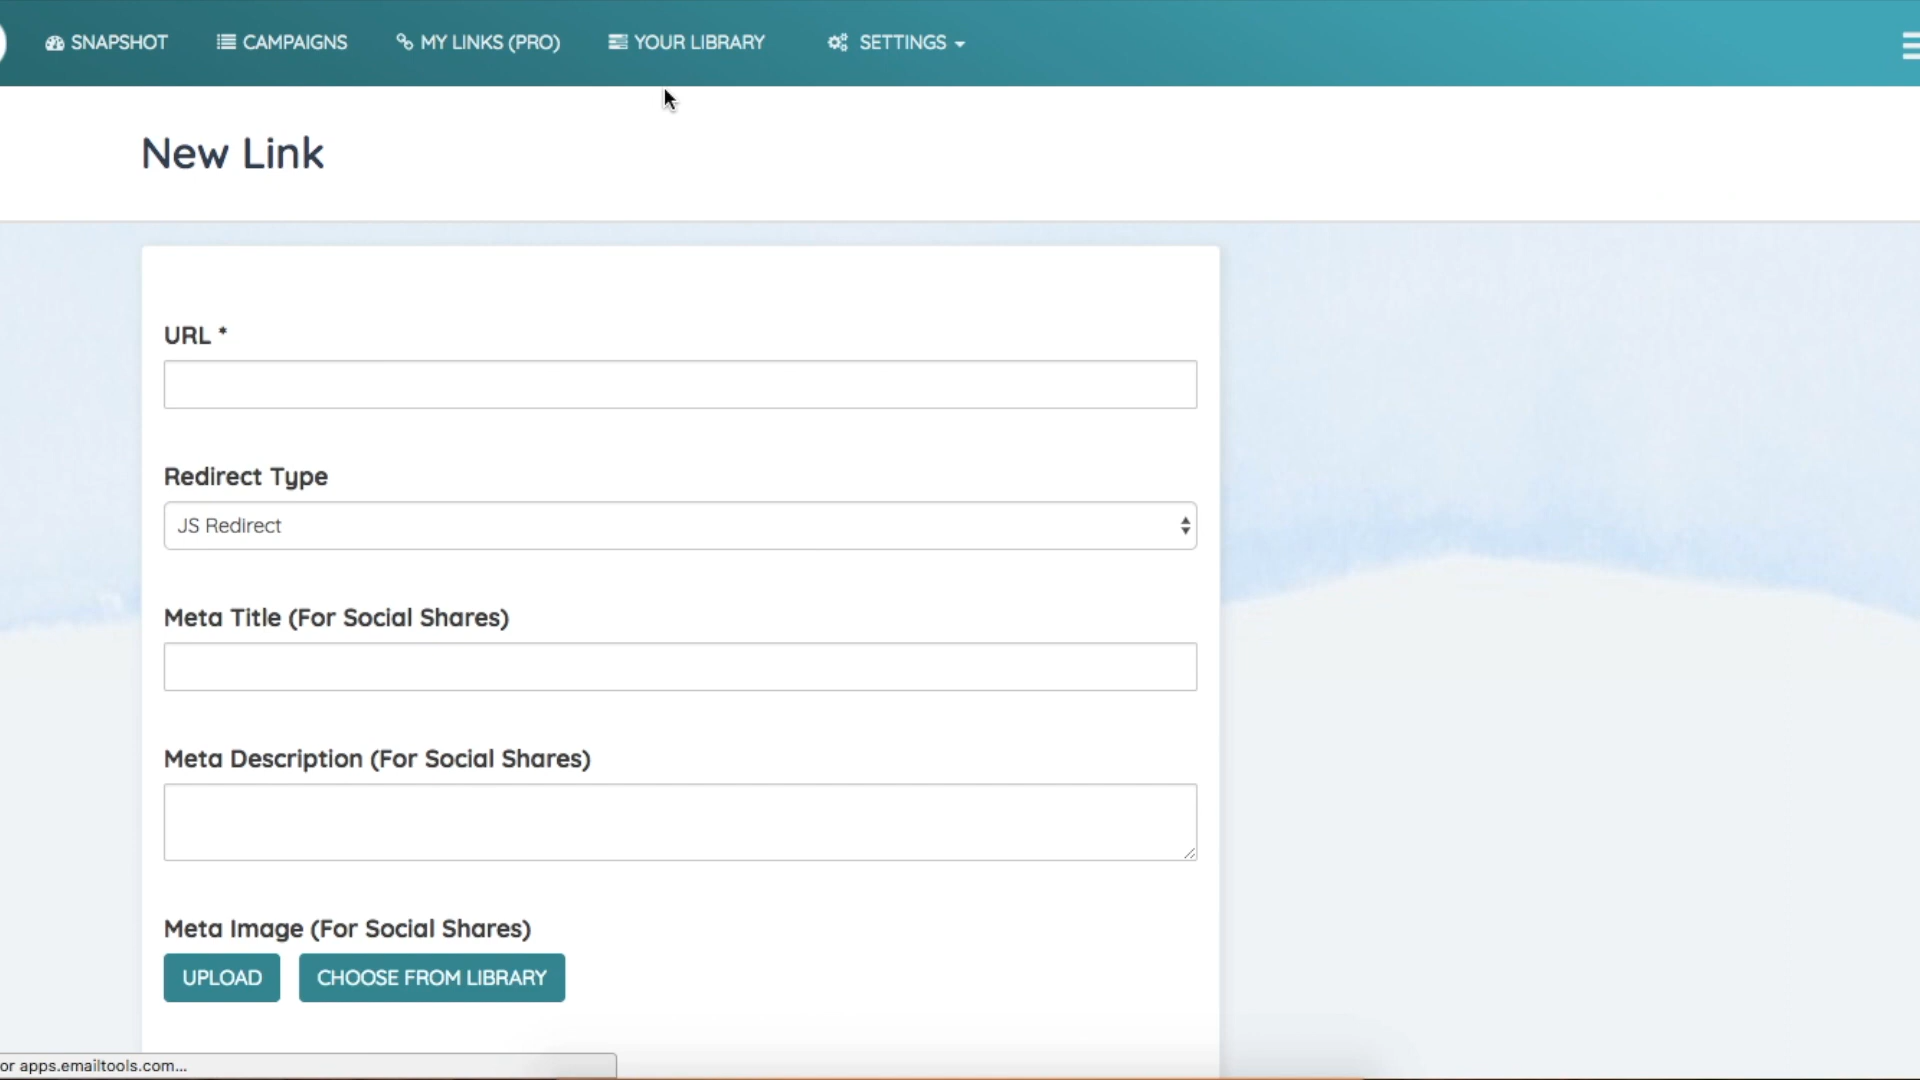 SNAPSHOT CAMPAIGNS MY LINKS (PRO) YOUR LIBRARY SETTINGS
New Link
URL *
Redirect Type
JS Redirect
Meta Title (For Social Shares)
Meta Description (For Social Shares)
Meta Image (For Social Shares)
UPLOAD CHOOSE FROM LIBRARY
or apps.emailtools.com...